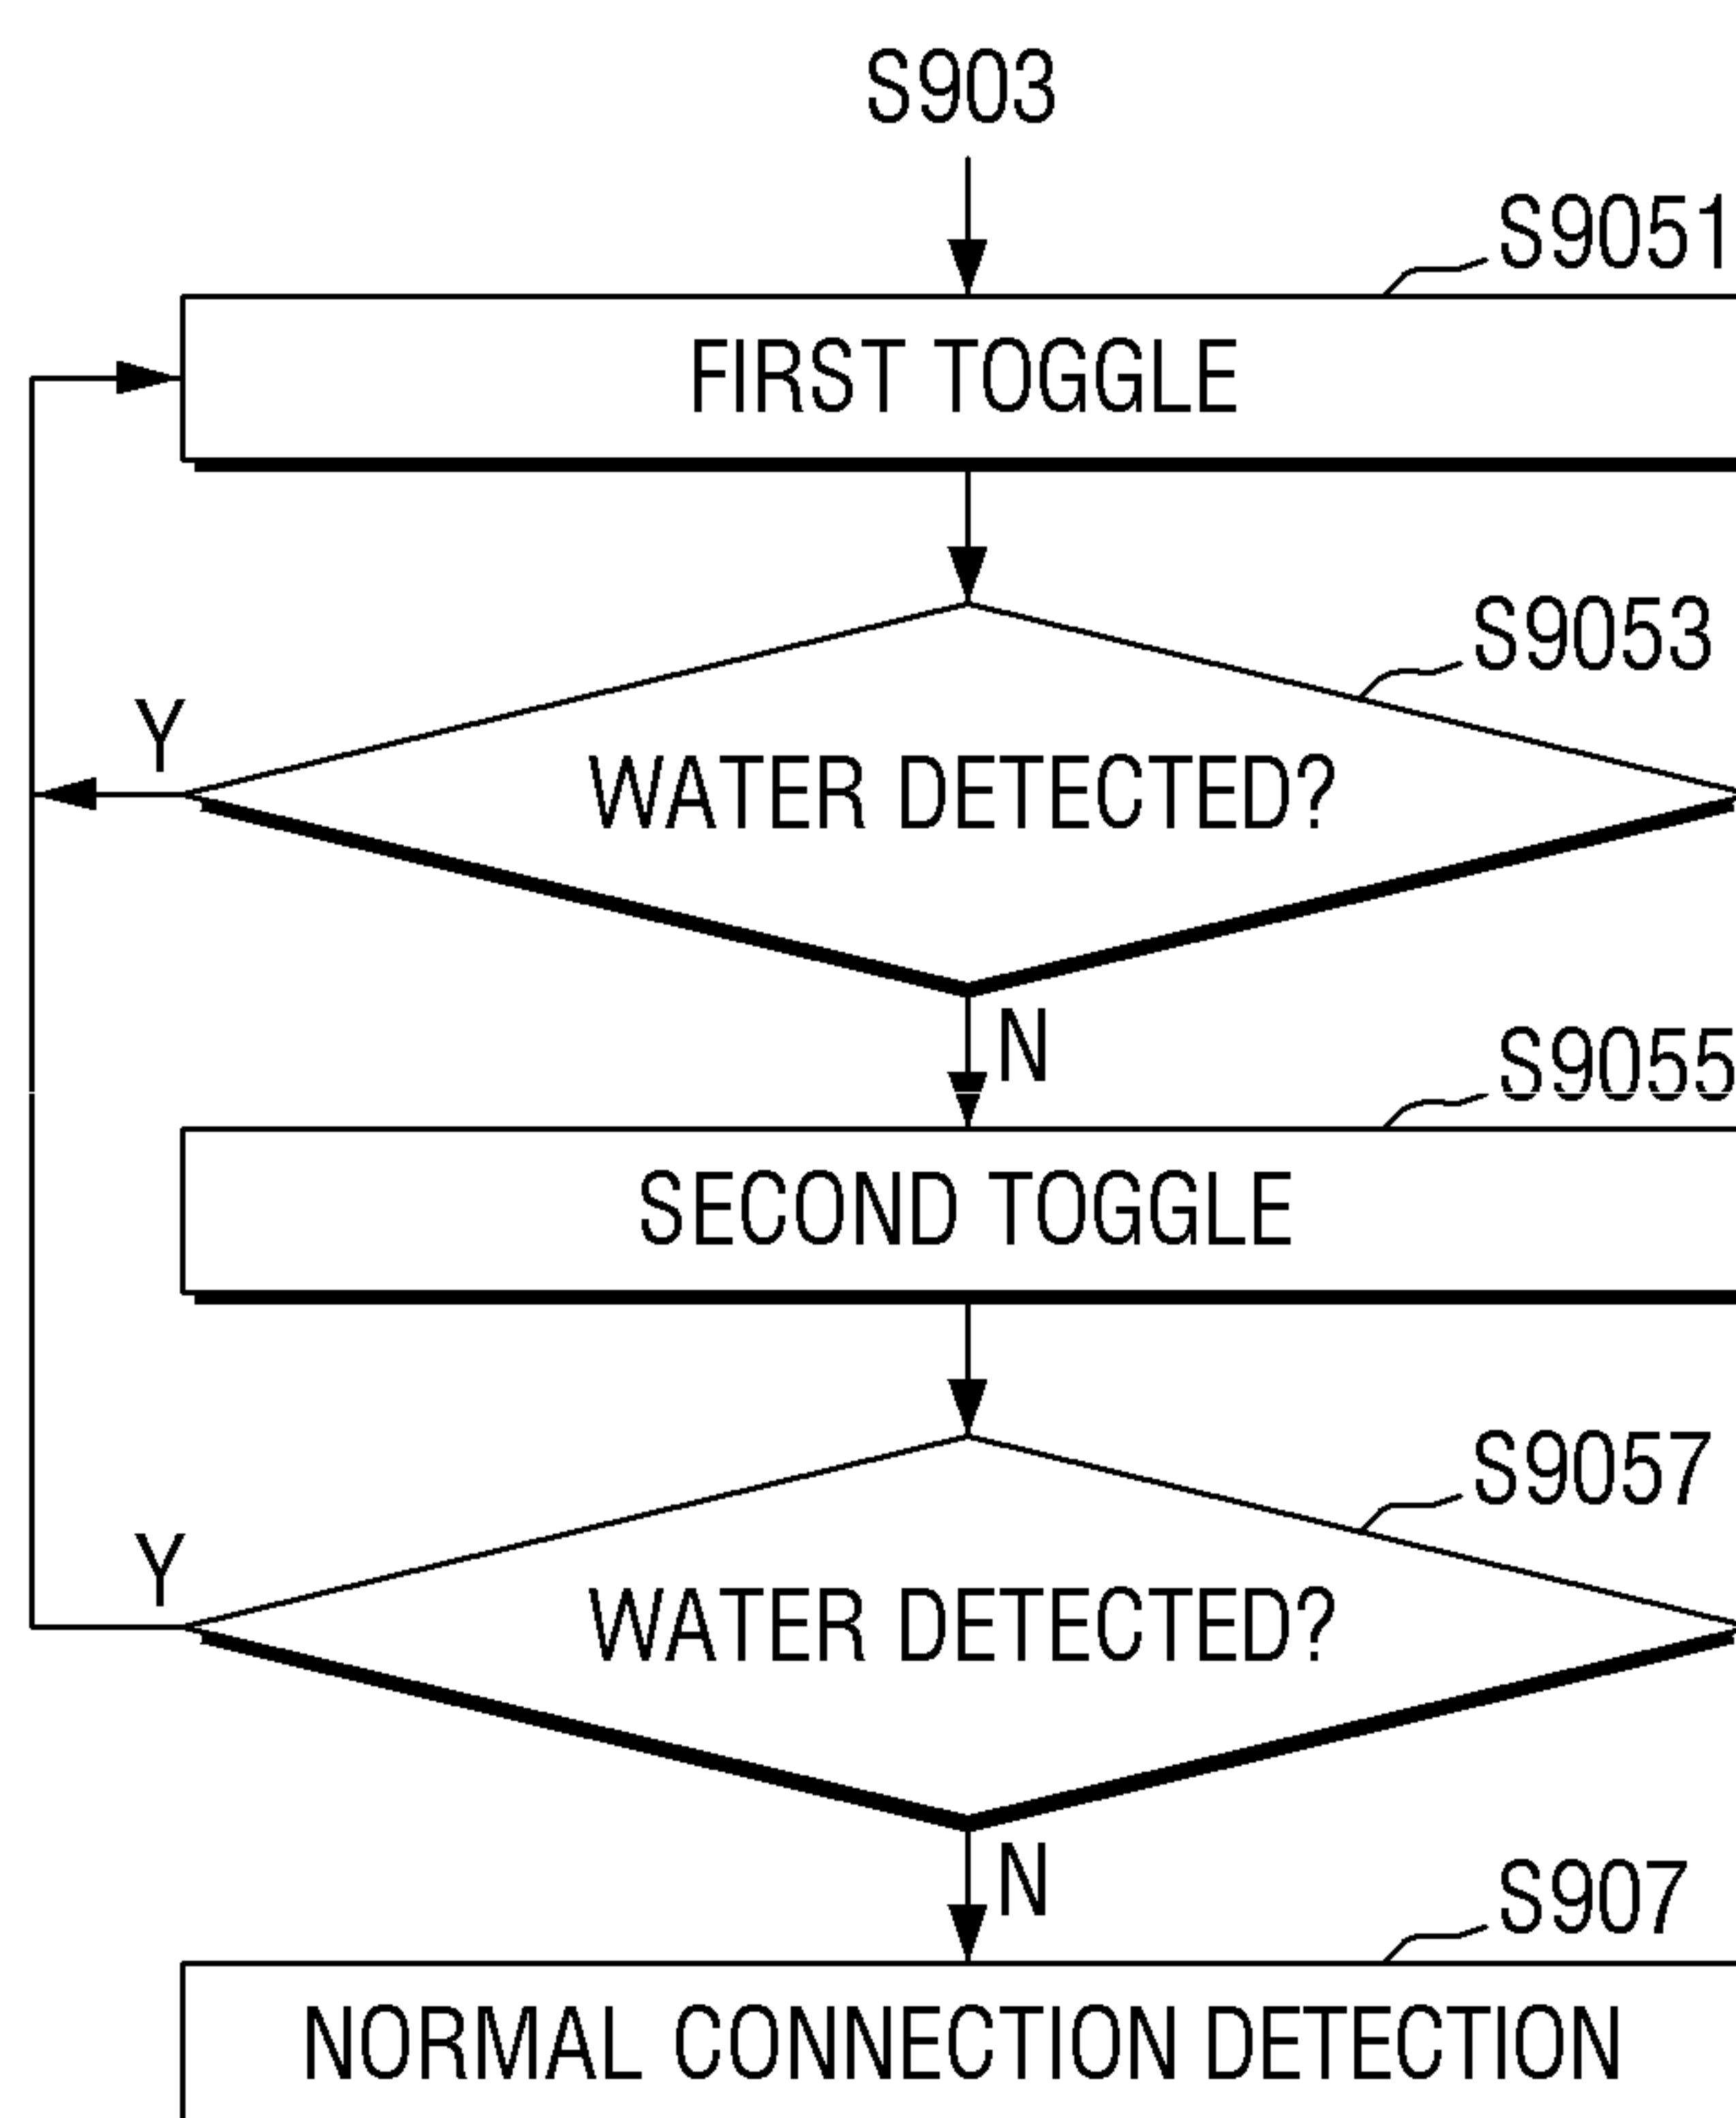 S903
S9051
FIRST TOGGLE
S9053
Y
WATER DETECTED?
N
S9055
SECOND TOGGLE
S9057
Y
WATER DETECTED?
N
S907
NORMAL CONNECTION DETECTION